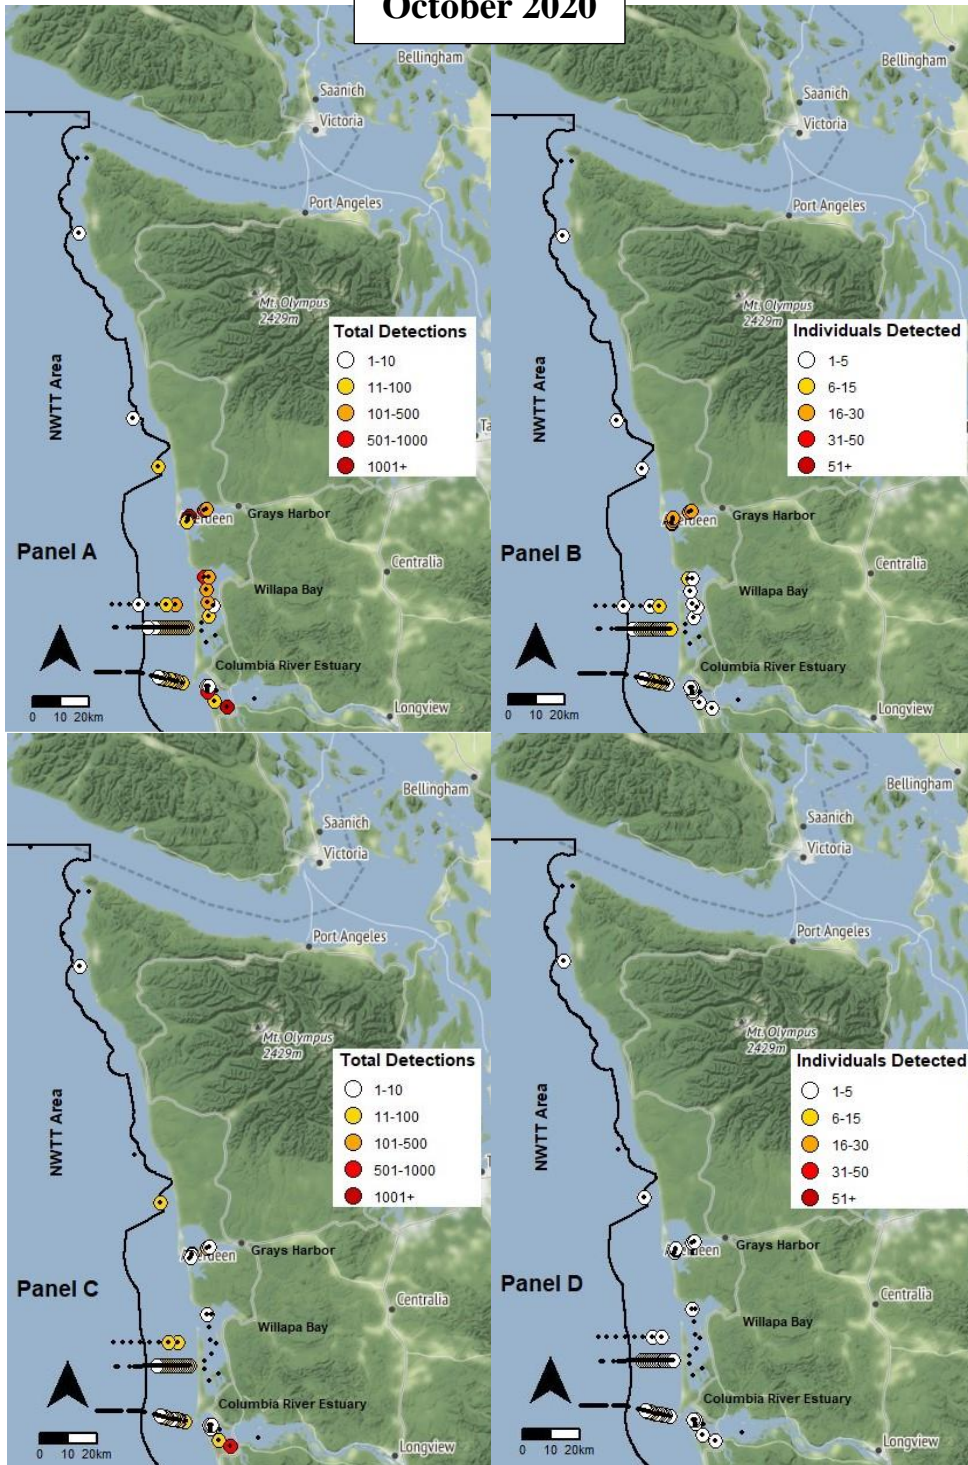 October 2020
Bellingham
Saanich
Victoria
Port Angeles
Mt. Olympus
2429m
Total Detections
1-10
11-100
101-500
501-1000
1001+
NWTT Area
Grays Harbor
Panel A
Centralia
Willapa Bay
Columbia River Estuary
0 10 20km
Longview
Bellingham
Saanich
Victoria
Port Angeles
Mt. Olympus
2429m
Individuals Detected
1-5
6-15
16-30
31-50
51+
NWTT Area
Grays Harbor
Panel B
Centralia
Willapa Bay
Columbia River Estuary
0 10 20km
Longview
Bellingham
Saanich
Victoria
Port Angeles
Mt. Olympus
2429m
Total Detections
1-10
11-100
101-500
501-1000
1001+
NWTT Area
Aberdeen
Grays Harbor
Panel C
Centralia
Willapa Bay
Columbia River Estuary
0 10 20km
Longview
Bellingham
Saanich
Victoria
Port Angeles
Mt. Olympus
2429m
Individuals Detected
1-5
6-15
16-30
31-50
51+
NWTT Area
Aberdeen
Grays Harbor
Panel D
Centralia
Willapa Bay
Columbia River Estuary
0 10 20km
Longview